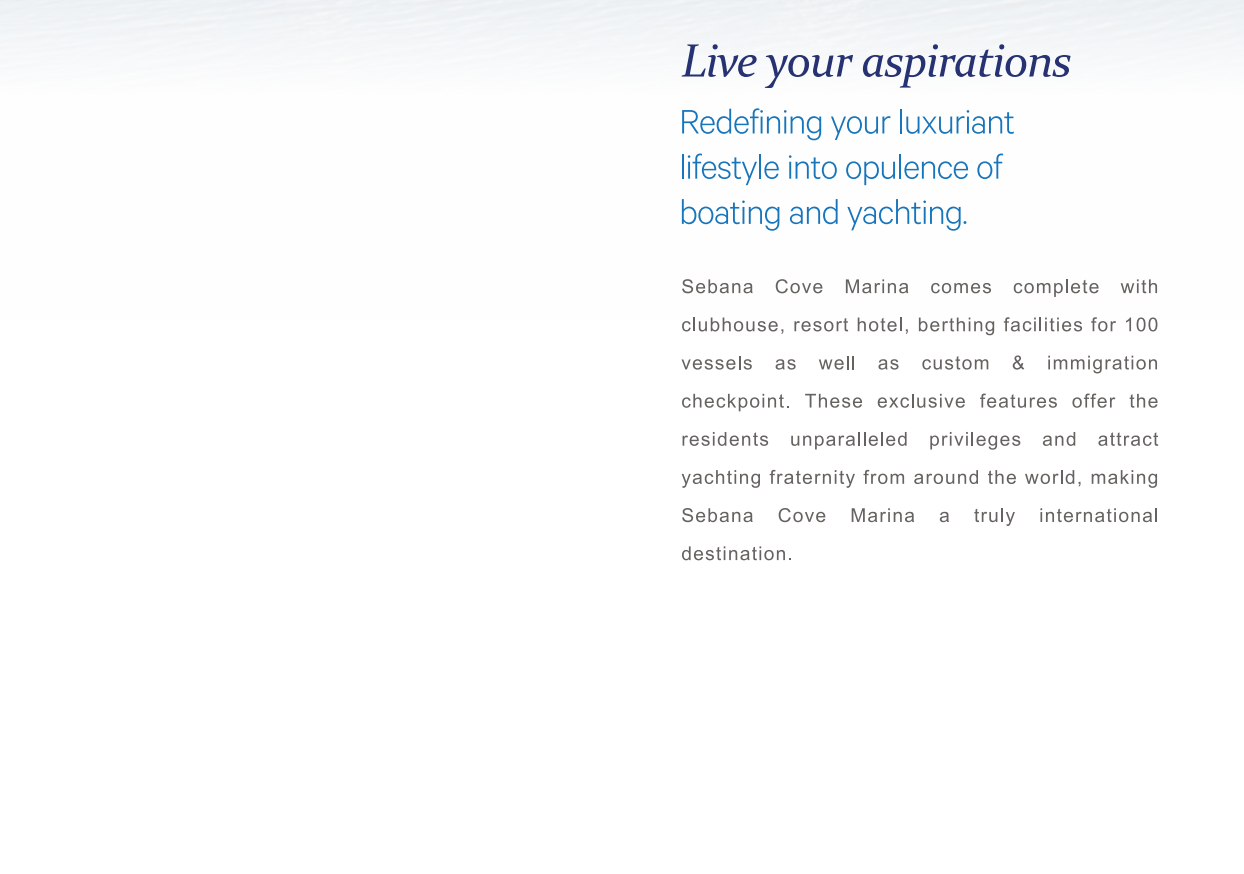 Live your aspirations
Redefining your luxuriant
lifestyle into opulence of
boating and yachting.
Sebana Cove Marina comes complete with
clubhouse, resort hotel, berthing facilities for 100
vessels as well as custom & immigration
checkpoint. These exclusive features offer the
residents unparalleled privileges and attract
yachting fraternity from around the world, making
Sebana Cove Marina a truly international
destination.